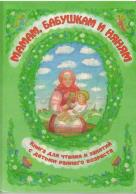 МАМАМ, БАБУШКАМ И НЯНЯМ
Книга для чтения и занятий
с детьми раннего возраста